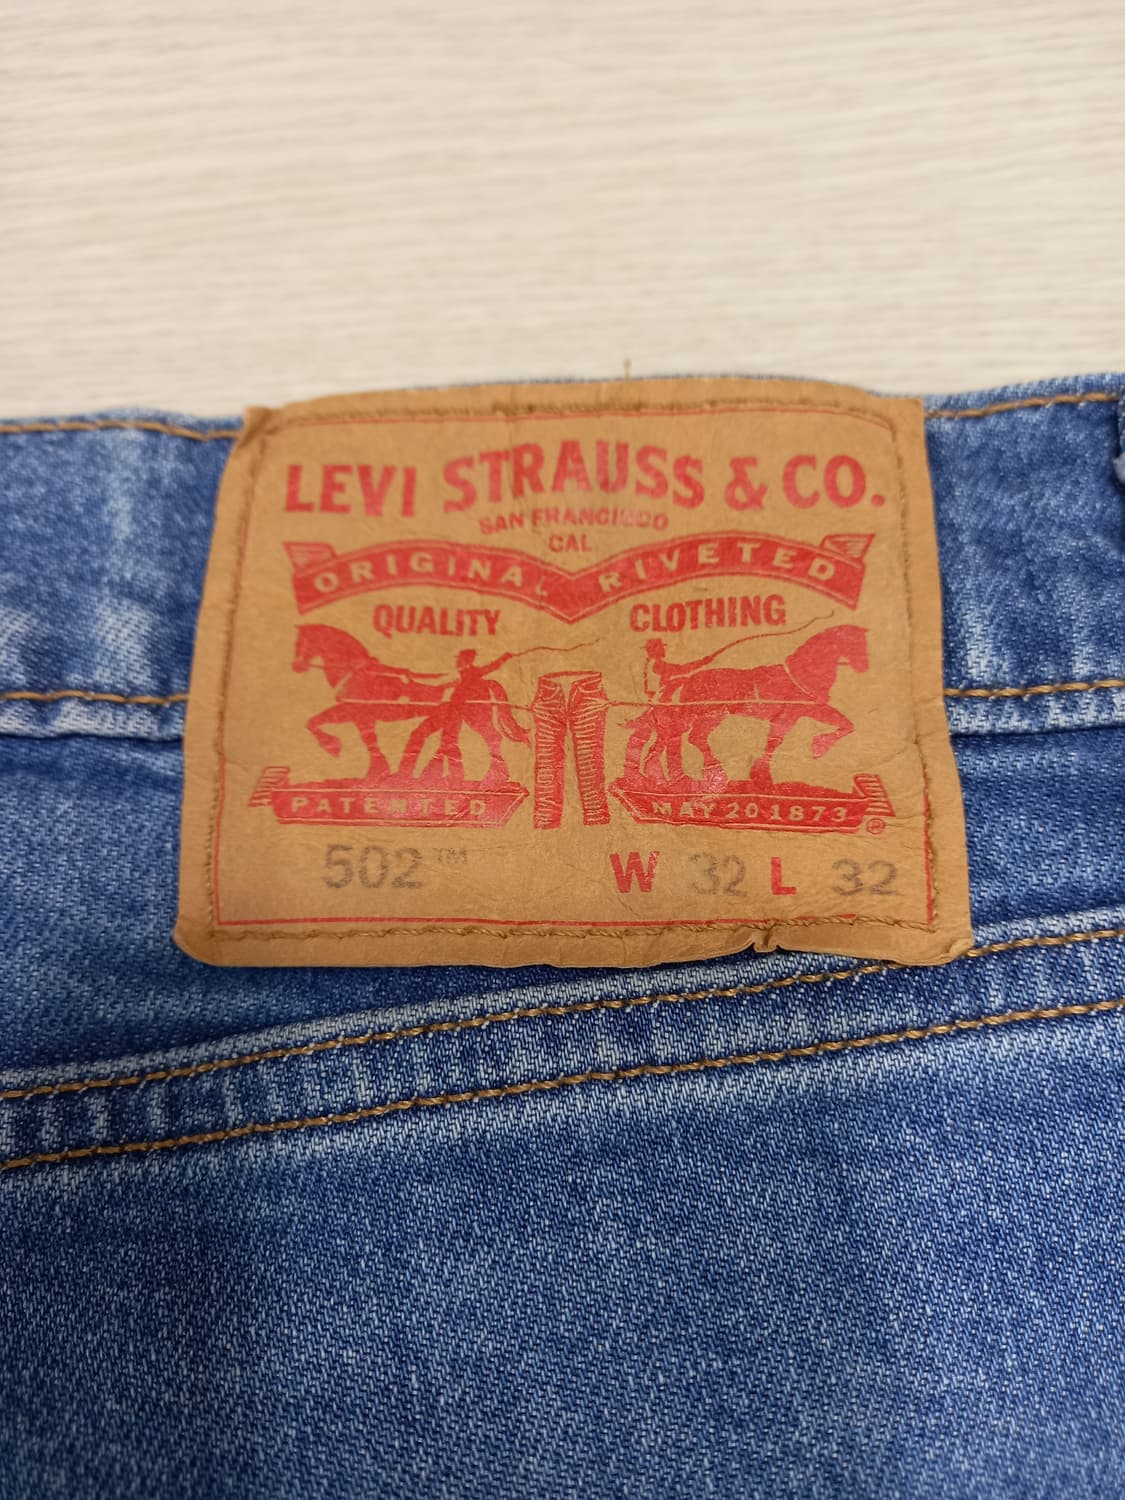 LEVI STRAUSS & CO.
SAN FRANCISCO
CAL.
ORIGINAL RIVETED
QUALITY CLOTHING
PATENTED MAY 20 1873 ®
502™ W 32 L 32